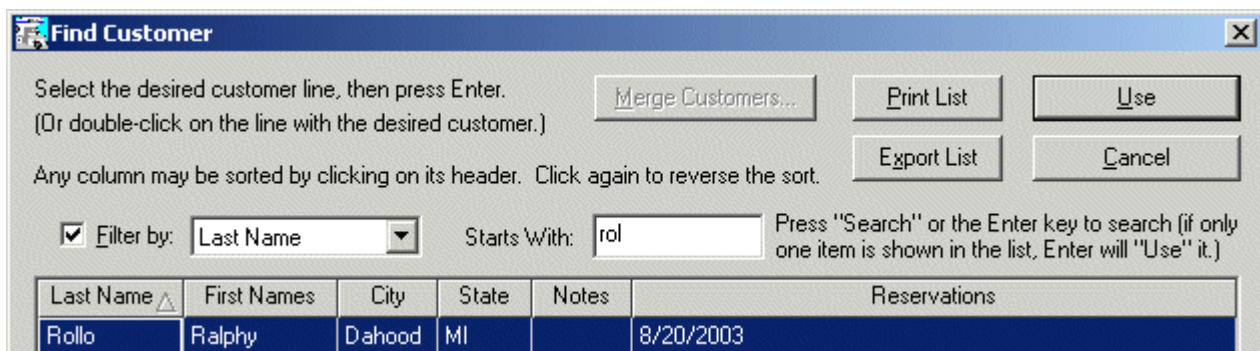 Find Customer
Select the desired customer line, then press Enter.
(Or double-click on the line with the desired customer.)
Merge Customers...
Print List
Use
Export List
Cancel
Any column may be sorted by clicking on its header. Click again to reverse the sort.
Filter by:
Last Name
Starts With:
rol
Press "Search" or the Enter key to search (if only
one item is shown in the list, Enter will "Use" it.)
Last Name First Names City State Notes Reservations
Rollo Ralphy Dahood MI 8/20/2003